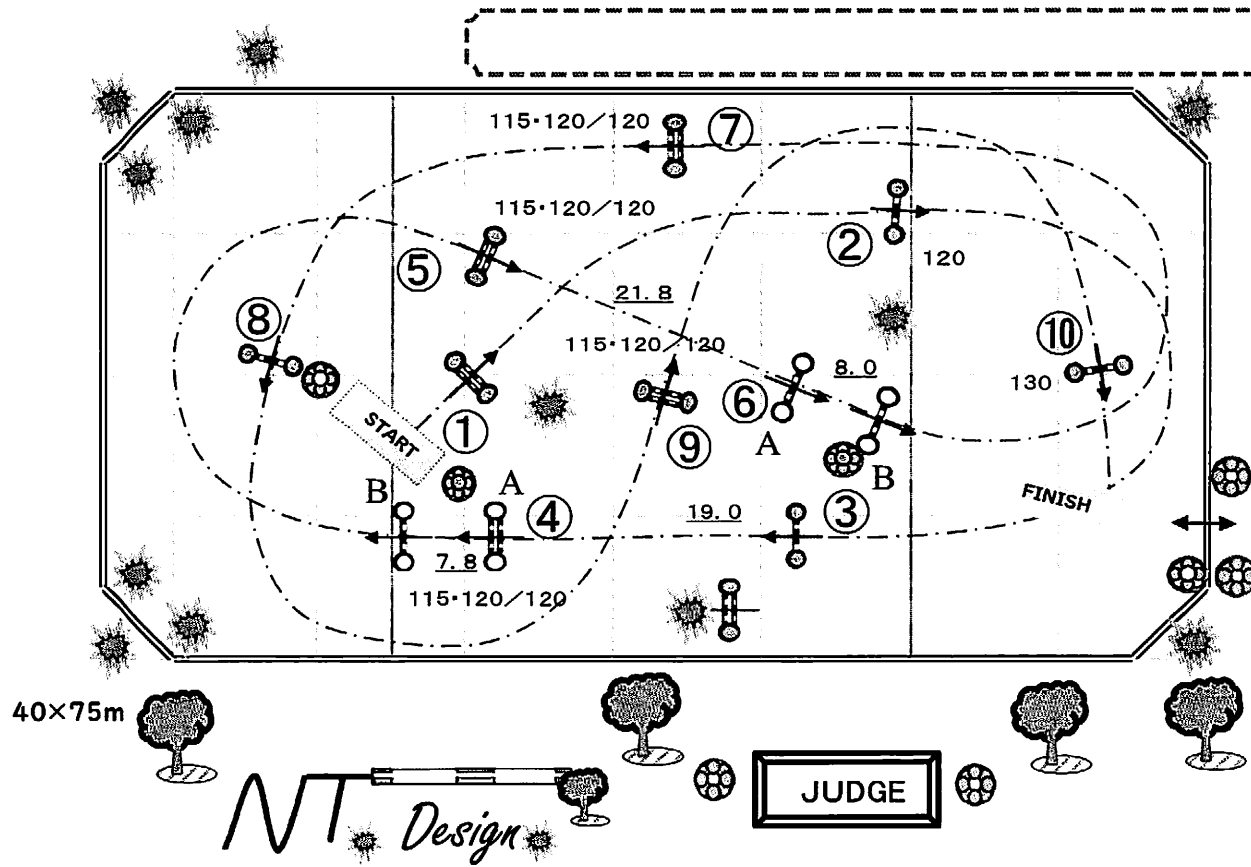 115・120/120
⑦
115・120/120
②
⑤
120
21.8
⑧
115・120/120
⑩
8.0
130
⑥
START
①
A
⑨
B
B
A
FINISH
④
19.0
③
7.8
115・120/120
40×75m
JUDGE
NT
Design